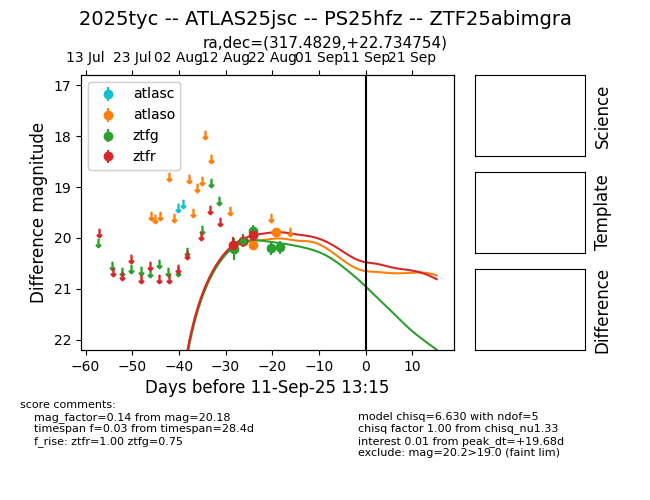 2025tyc -- ATLAS25jsc -- PS25hfz -- ZTF25abimgra
ra,dec=(317.4829,+22.734754)
13 Jul 23 Jul 02 Aug 12 Aug 22 Aug 01 Sep 11 Sep 21 Sep
atlasc
atlaso
ztfg
ztfr
17
18
19
20
21
22
Difference magnitude
−60 −50 −40 −30 −20 −10 0 10
Days before 11-Sep-25 13:15
Science
Template
Difference
score comments:
mag_factor=0.14 from mag=20.18
timespan f=0.03 from timespan=28.4d
f_rise: ztfr=1.00 ztfg=0.75
model chisq=6.630 with ndof=5
chisq factor 1.00 from chisq_nu1.33
interest 0.01 from peak_dt=+19.68d
exclude: mag=20.2>19.0 (faint lim)